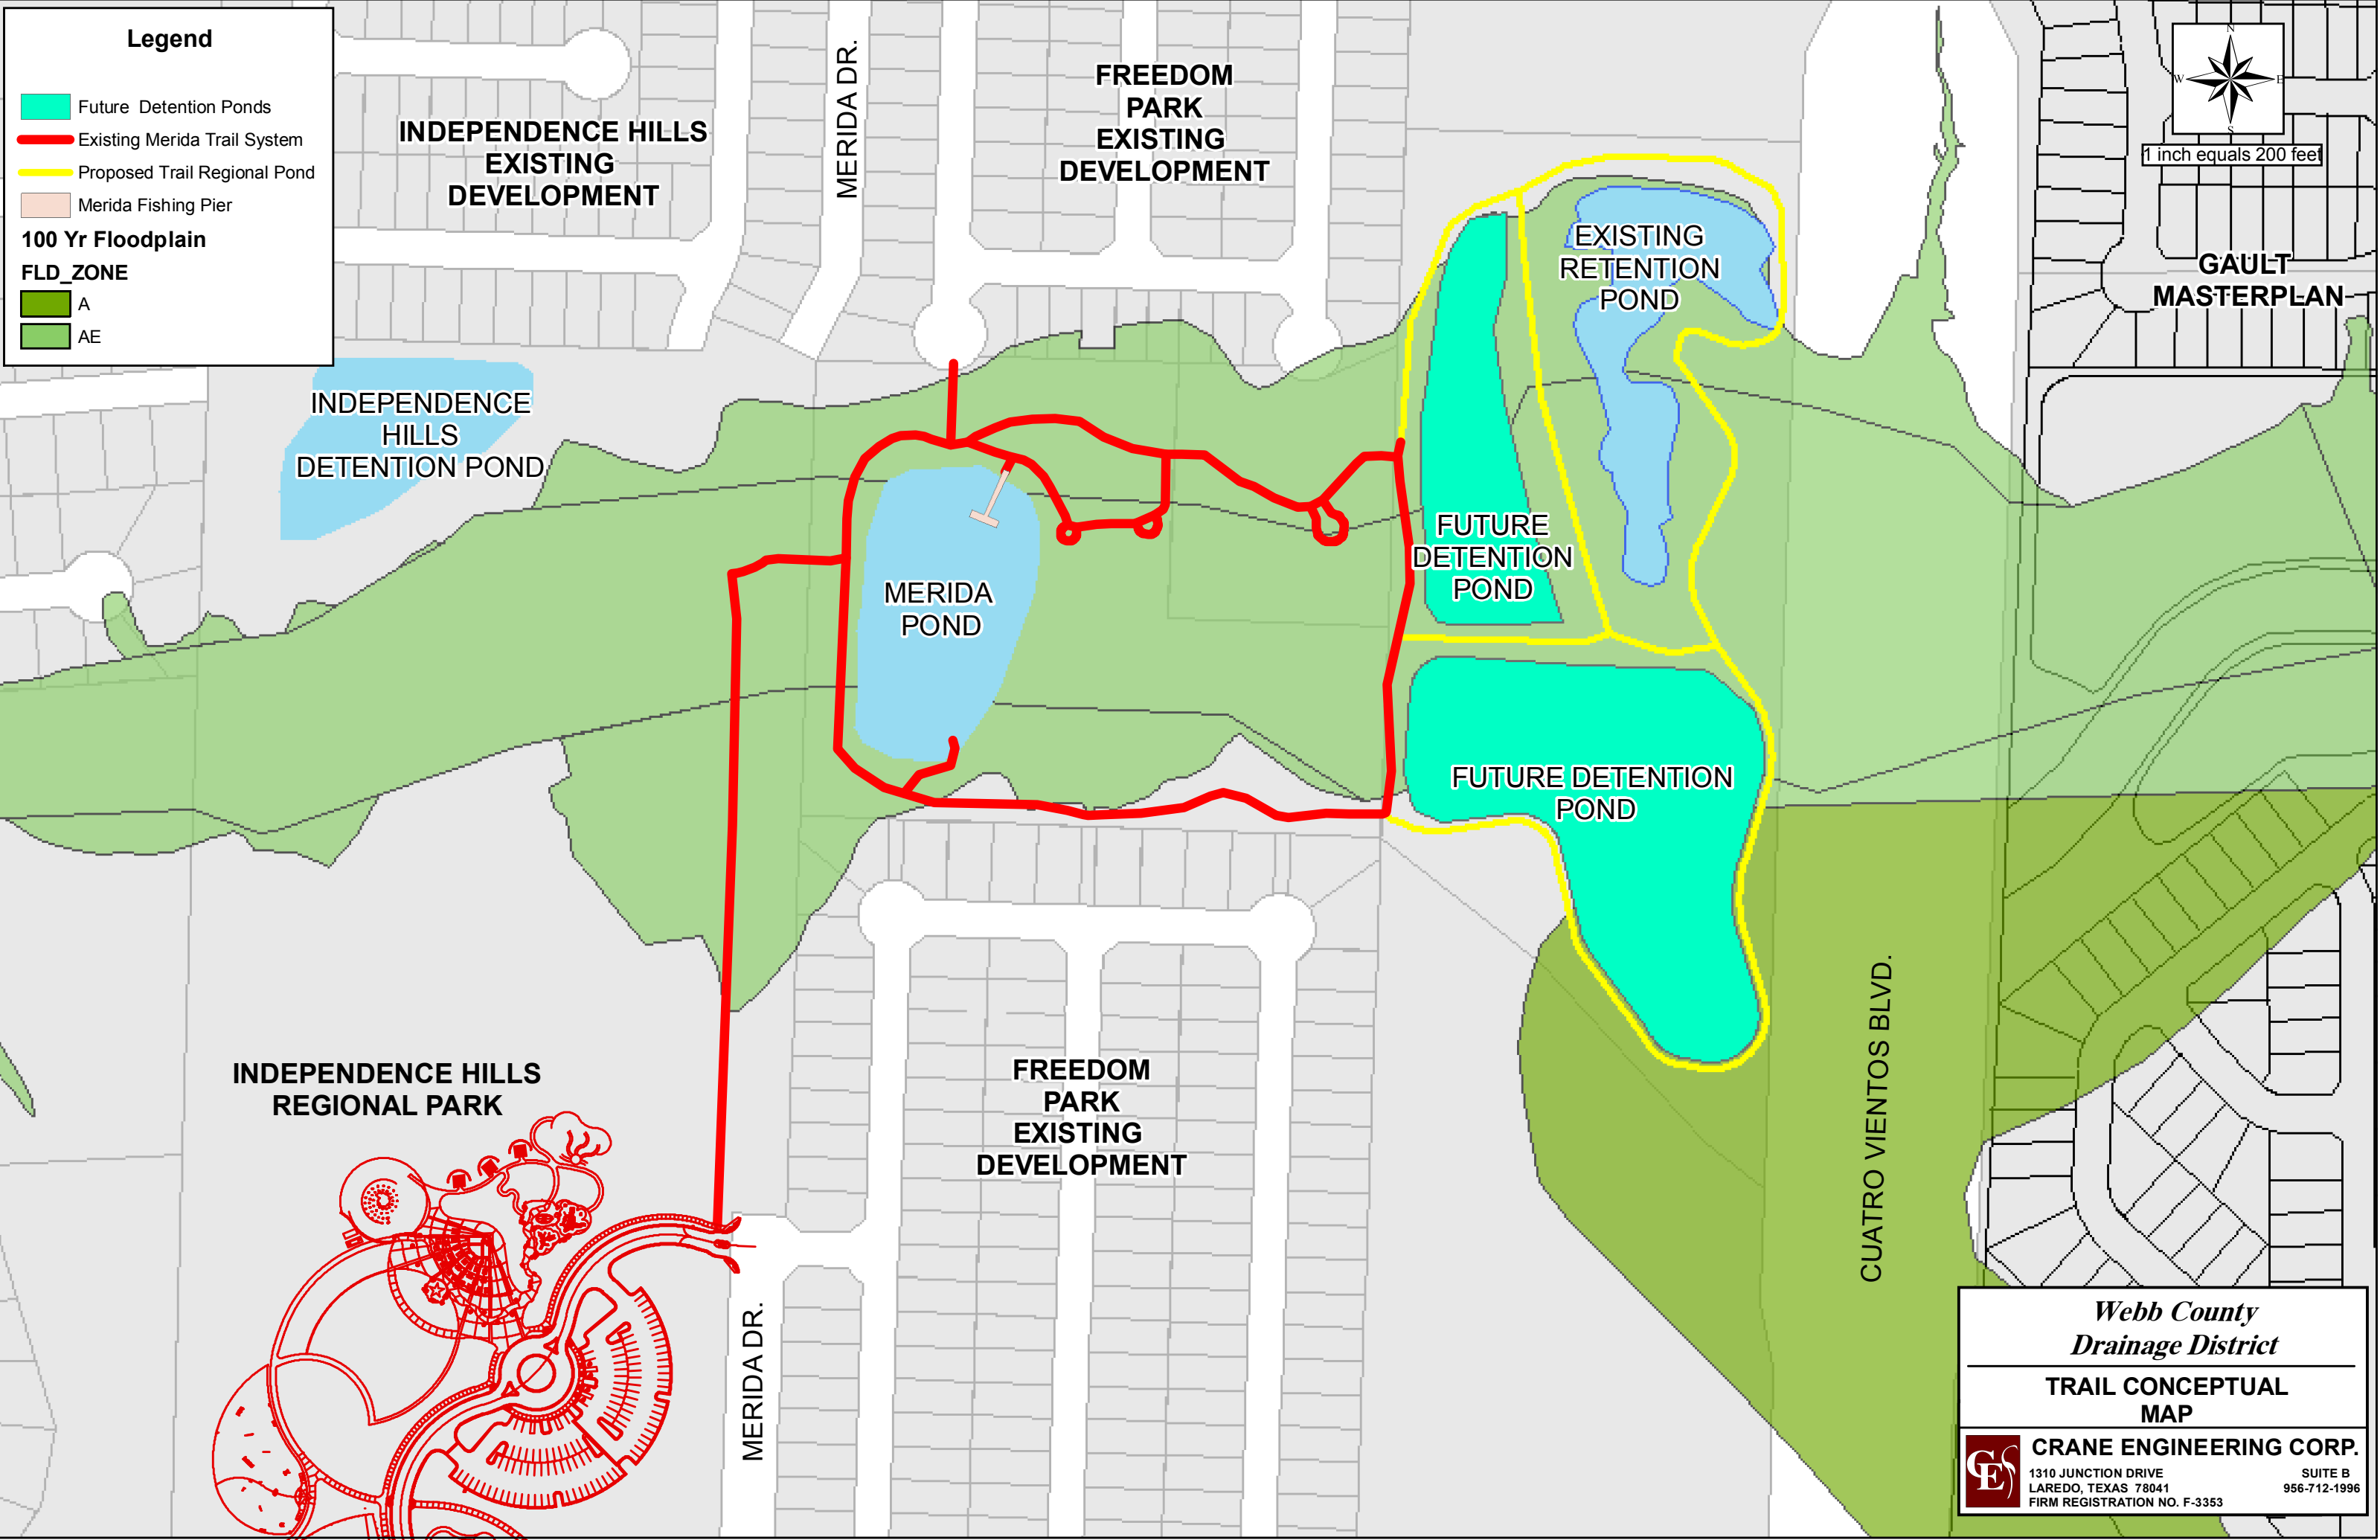 Legend
Future Detention Ponds
Existing Merida Trail System
Proposed Trail Regional Pond
Merida Fishing Pier
100 Yr Floodplain
FLD_ZONE
A
AE
INDEPENDENCE HILLS
EXISTING
DEVELOPMENT
MERIDA DR.
FREEDOM
PARK
EXISTING
DEVELOPMENT
N
W
E
S
1 inch equals 200 feet
EXISTING
RETENTION
POND
GAULT
MASTERPLAN
INDEPENDENCE
HILLS
DETENTION POND
MERIDA
POND
FUTURE
DETENTION
POND
FUTURE DETENTION
POND
INDEPENDENCE HILLS
REGIONAL PARK
FREEDOM
PARK
EXISTING
DEVELOPMENT
MERIDA DR.
CUATRO VIENTOS BLVD.
Webb County
Drainage District
TRAIL CONCEPTUAL
MAP
CES
CRANE ENGINEERING CORP.
1310 JUNCTION DRIVE SUITE B
LAREDO, TEXAS 78041 956-712-1996
FIRM REGISTRATION NO. F-3353